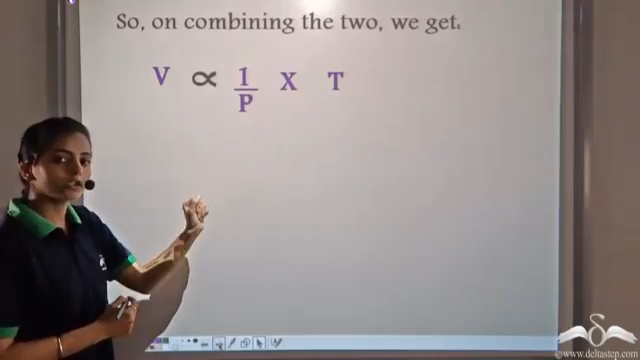 So, on combining the two, we get.
V ∝ 1/P X T
©www.deltastep.com